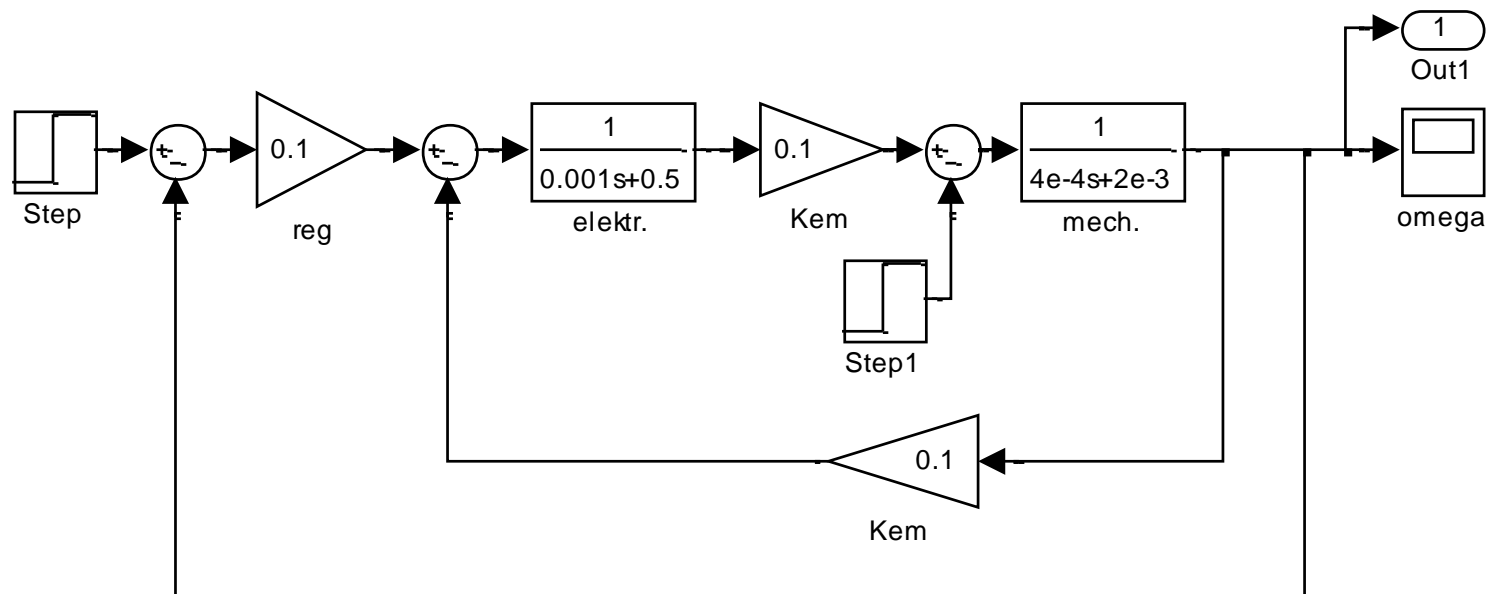 1
Out1
Step
+
-
0.1
reg
+
-
1
0.001s+0.5
elektr.
0.1
Kem
+
-
1
4e-4s+2e-3
mech.
omega
Step1
0.1
Kem